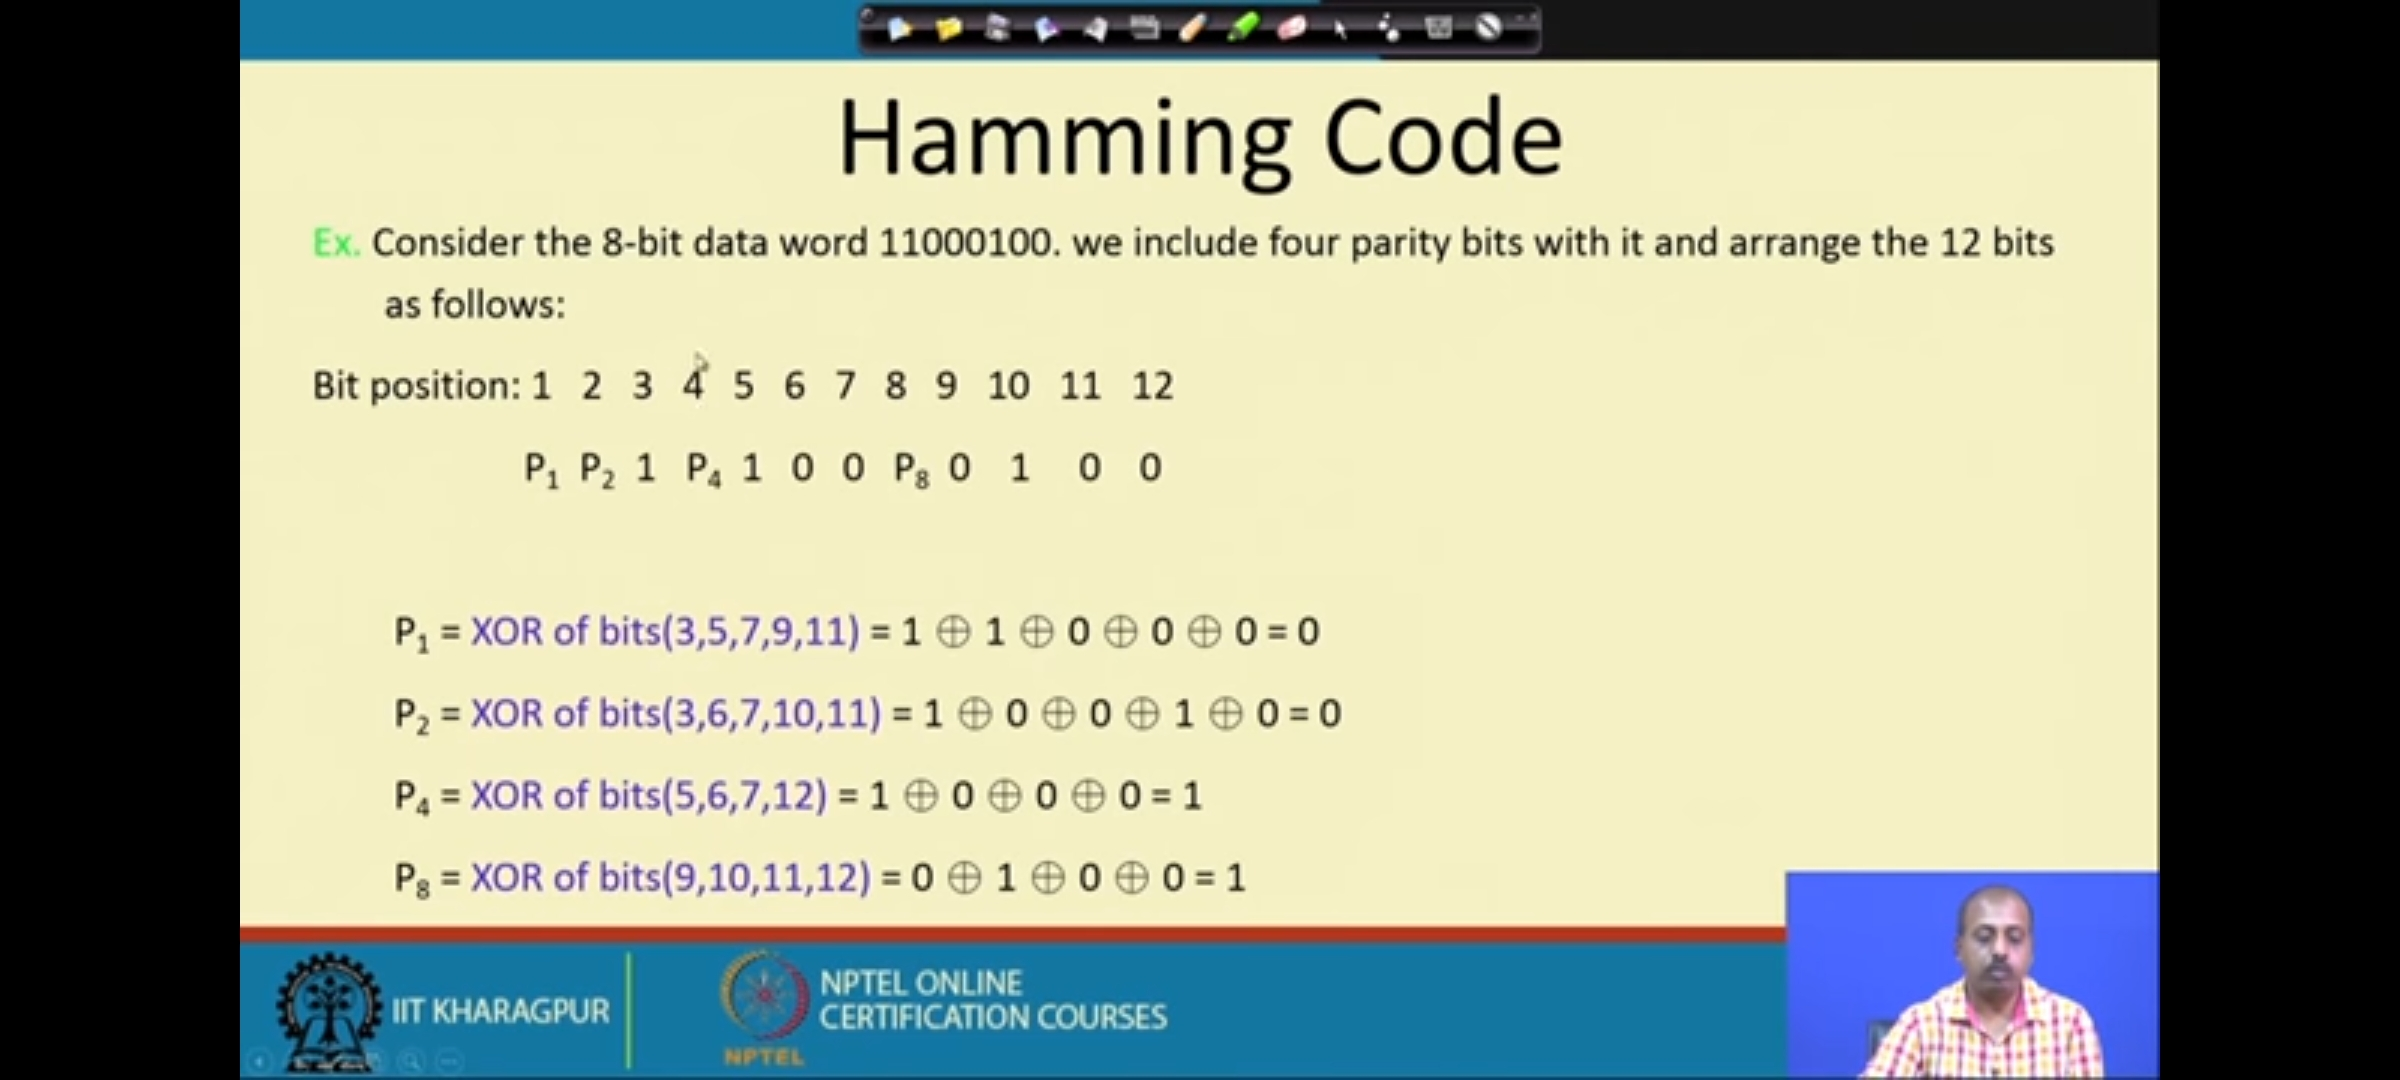 Hamming Code
Ex. Consider the 8-bit data word 11000100. we include four parity bits with it and arrange the 12 bits
as follows:
Bit position: 1 2 3 4 5 6 7 8 9 10 11 12
P₁ P₂ 1 P₄ 1 0 0 P₈ 0 1 0 0
P₁ = XOR of bits(3,5,7,9,11) = 1 ⊕ 1 ⊕ 0 ⊕ 0 ⊕ 0 = 0
P₂ = XOR of bits(3,6,7,10,11) = 1 ⊕ 0 ⊕ 0 ⊕ 1 ⊕ 0 = 0
P₄ = XOR of bits(5,6,7,12) = 1 ⊕ 0 ⊕ 0 ⊕ 0 = 1
P₈ = XOR of bits(9,10,11,12) = 0 ⊕ 1 ⊕ 0 ⊕ 0 = 1
IIT KHARAGPUR
NPTEL
NPTEL ONLINE
CERTIFICATION COURSES